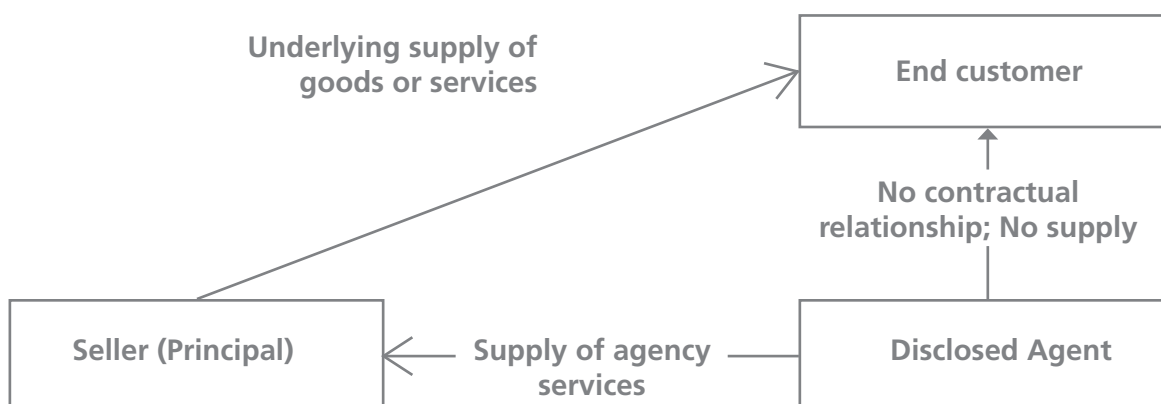 Underlying supply of
goods or services
End customer
No contractual
relationship; No supply
Seller (Principal)
Supply of agency
services
Disclosed Agent